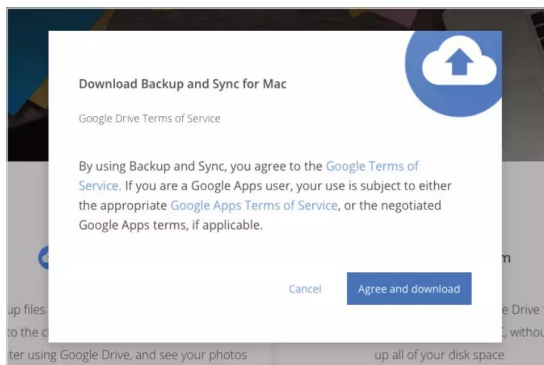 Download Backup and Sync for Mac
Google Drive Terms of Service
By using Backup and Sync, you agree to the Google Terms of
Service. If you are a Google Apps user, your use is subject to either
the appropriate Google Apps Terms of Service, or the negotiated
Google Apps terms, if applicable.
Cancel Agree and download
up files
e Drive
to the c
, withou
ter using Google Drive, and see your photos
up all of your disk space.